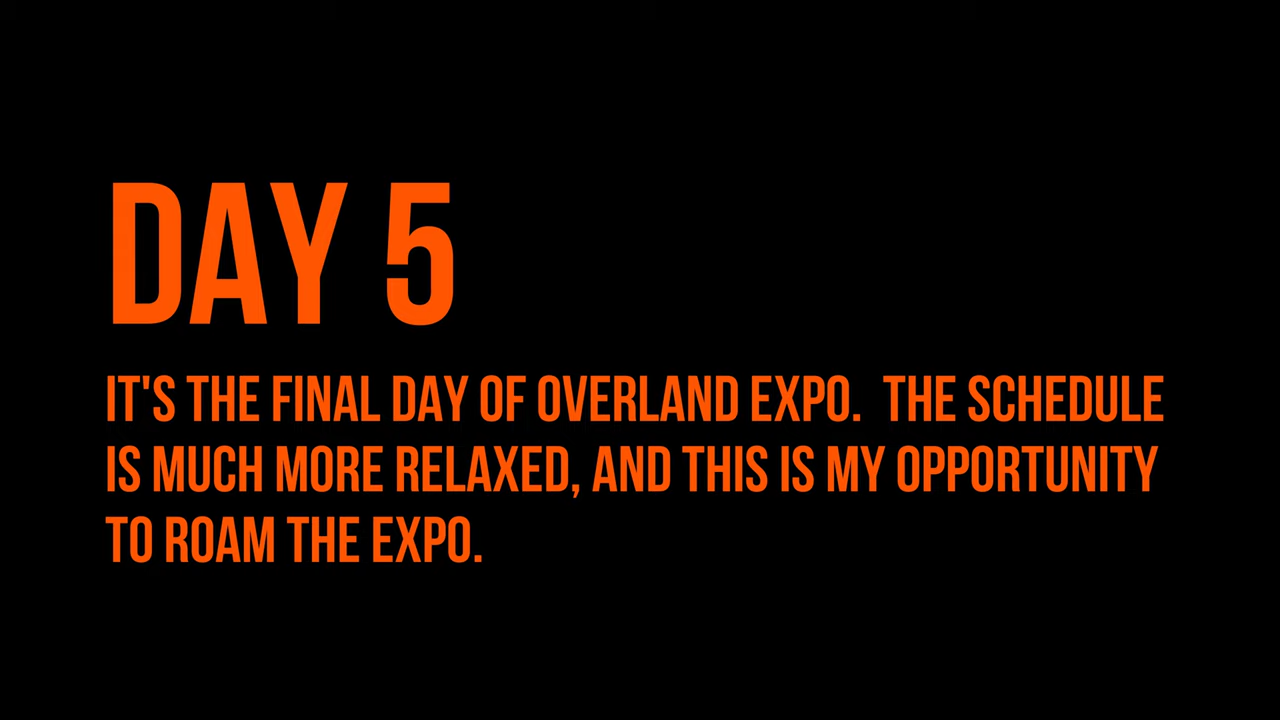 DAY 5
IT'S THE FINAL DAY OF OVERLAND EXPO.  THE SCHEDULE
IS MUCH MORE RELAXED, AND THIS IS MY OPPORTUNITY
TO ROAM THE EXPO.